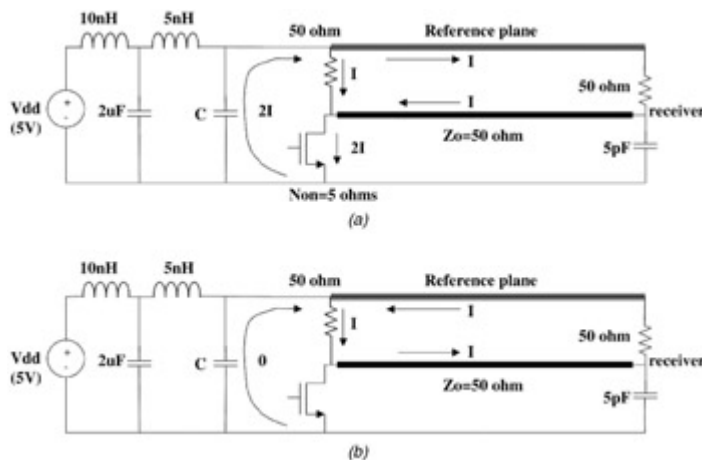 10nH 5nH 50 ohm Reference plane
I I
50 ohm
Vdd
(5V)
2uF C 2I
I
receiver
Zo=50 ohm
2I 5pF
Non=5 ohms
(a)
10nH 5nH 50 ohm Reference plane
I I
50 ohm
Vdd
(5V)
2uF C 0
I
receiver
Zo=50 ohm
5pF
(b)